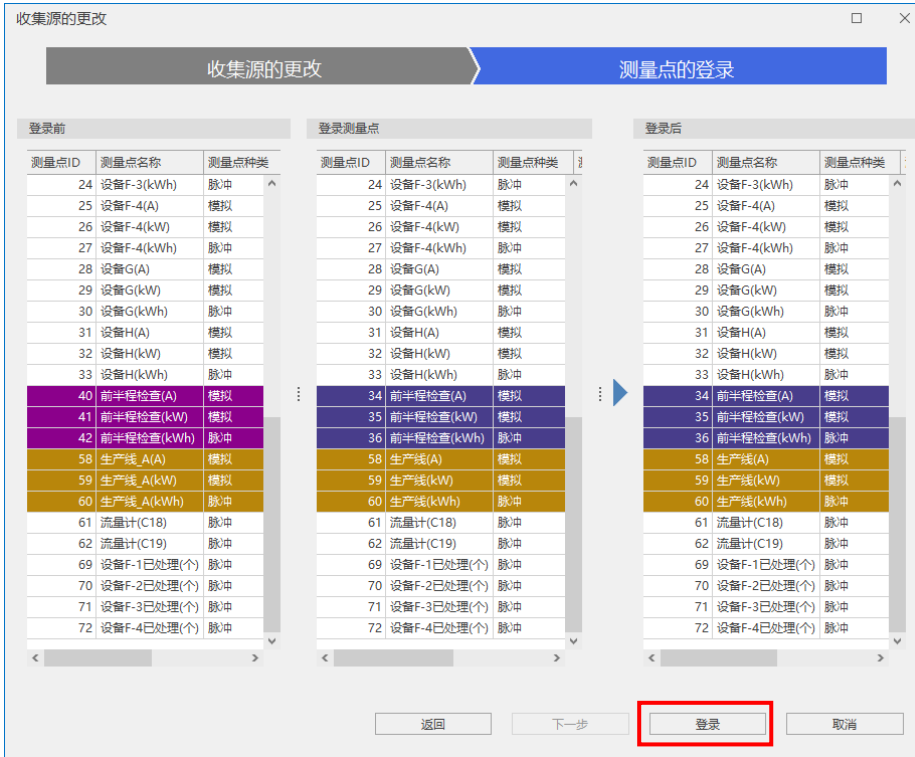 收集源的更改
收集源的更改 测量点的登录
登录前 登录测量点 登录后
测量点ID 测量点名称 测量点种类 测量点ID 测量点名称 测量点种类 测量点ID 测量点名称 测量点种类
24 设备F-3(kWh) 脉冲 24 设备F-3(kWh) 脉冲 24 设备F-3(kWh) 脉冲
25 设备F-4(A) 模拟 25 设备F-4(A) 模拟 25 设备F-4(A) 模拟
26 设备F-4(kW) 模拟 26 设备F-4(kW) 模拟 26 设备F-4(kW) 模拟
27 设备F-4(kWh) 脉冲 27 设备F-4(kWh) 脉冲 27 设备F-4(kWh) 脉冲
28 设备G(A) 模拟 28 设备G(A) 模拟 28 设备G(A) 模拟
29 设备G(kW) 模拟 29 设备G(kW) 模拟 29 设备G(kW) 模拟
30 设备G(kWh) 脉冲 30 设备G(kWh) 脉冲 30 设备G(kWh) 脉冲
31 设备H(A) 模拟 31 设备H(A) 模拟 31 设备H(A) 模拟
32 设备H(kW) 模拟 32 设备H(kW) 模拟 32 设备H(kW) 模拟
33 设备H(kWh) 脉冲 33 设备H(kWh) 脉冲 33 设备H(kWh) 脉冲
40 前半程检查(A) 模拟 34 前半程检查(A) 模拟 34 前半程检查(A) 模拟
41 前半程检查(kW) 模拟 35 前半程检查(kW) 模拟 35 前半程检查(kW) 模拟
42 前半程检查(kWh) 脉冲 36 前半程检查(kWh) 脉冲 36 前半程检查(kWh) 脉冲
58 生产线_A(A) 模拟 58 生产线(A) 模拟 58 生产线(A) 模拟
59 生产线_A(kW) 模拟 59 生产线(kW) 模拟 59 生产线(kW) 模拟
60 生产线_A(kWh) 脉冲 60 生产线(kWh) 脉冲 60 生产线(kWh) 脉冲
61 流量计(C18) 脉冲 61 流量计(C18) 脉冲 61 流量计(C18) 脉冲
62 流量计(C19) 脉冲 62 流量计(C19) 脉冲 62 流量计(C19) 脉冲
69 设备F-1已处理(个) 脉冲 69 设备F-1已处理(个) 脉冲 69 设备F-1已处理(个) 脉冲
70 设备F-2已处理(个) 脉冲 70 设备F-2已处理(个) 脉冲 70 设备F-2已处理(个) 脉冲
71 设备F-3已处理(个) 脉冲 71 设备F-3已处理(个) 脉冲 71 设备F-3已处理(个) 脉冲
72 设备F-4已处理(个) 脉冲 72 设备F-4已处理(个) 脉冲 72 设备F-4已处理(个) 脉冲
返回 下一步 登录 取消